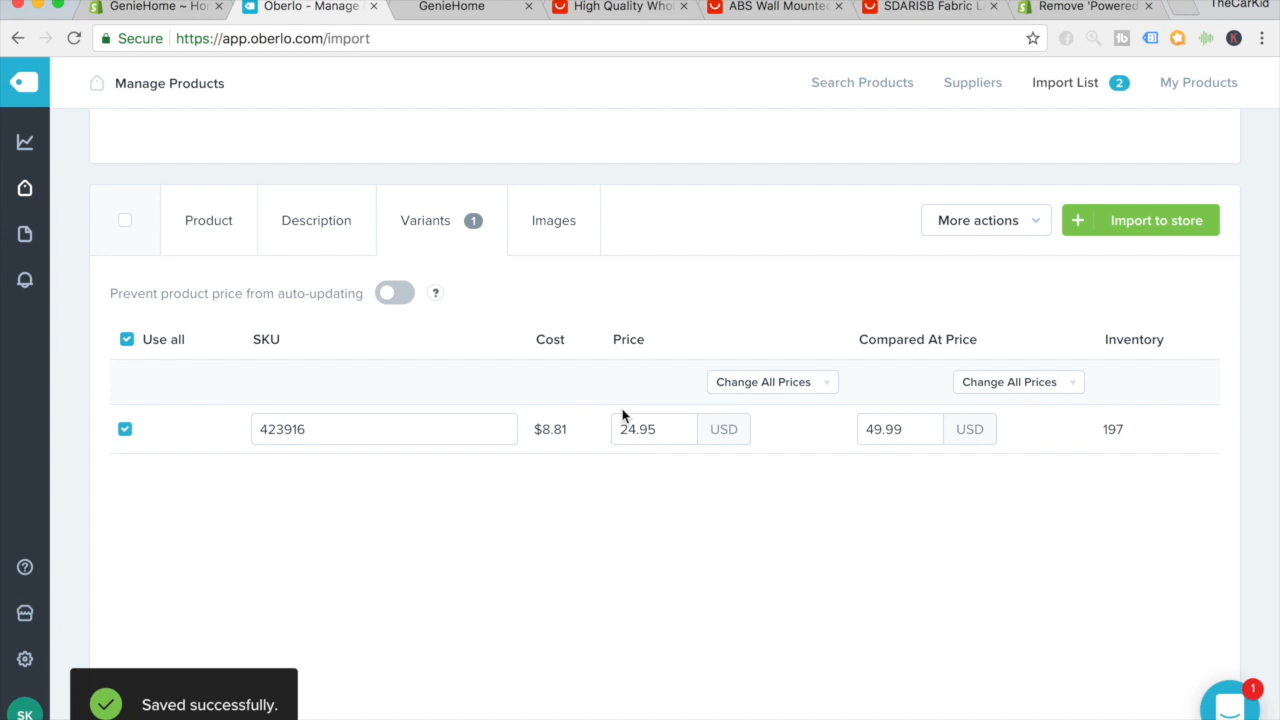 GenieHome ~ Ho
Oberlo - Manage
GenieHome
High Quality Whol
ABS Wall Mounted
SDARISB Fabric L
Remove 'Powered
TheCarKid
Secure https://app.oberlo.com/import
Manage Products
Search Products Suppliers Import List 2 My Products
Product Description Variants 1 Images More actions + Import to store
Prevent product price from auto-updating ?
Use all SKU Cost Price Compared At Price Inventory
Change All Prices Change All Prices
423916 $8.81 24.95 USD 49.99 USD 197
Saved successfully.
SK
1